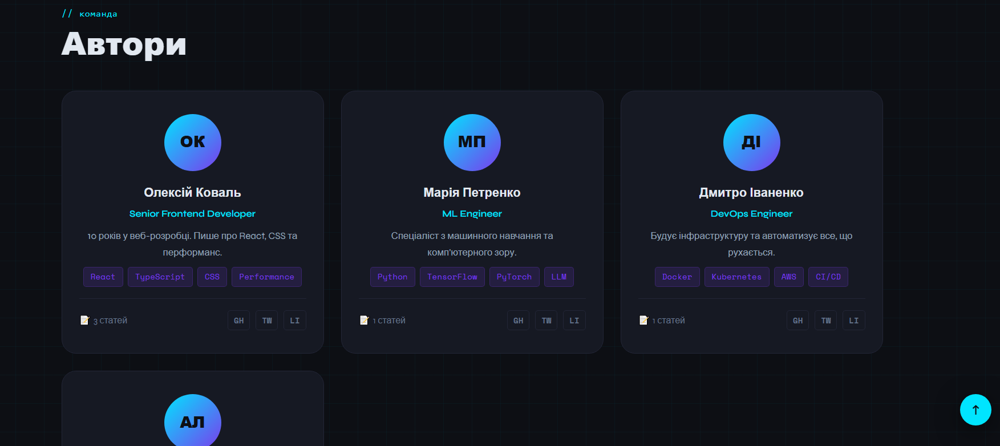 // команда
Автори
ОК
Олексій Коваль
Senior Frontend Developer
10 років у веб-розробці. Пише про React, CSS та
перформанс.
React TypeScript CSS Performance
3 статей GH TW LI
МП
Марія Петренко
ML Engineer
Спеціаліст з машинного навчання та
комп'ютерного зору.
Python TensorFlow PyTorch LLM
1 статей GH TW LI
ДІ
Дмитро Іваненко
DevOps Engineer
Будує інфраструктуру та автоматизує все, що
рухається.
Docker Kubernetes AWS CI/CD
1 статей GH TW LI
АЛ